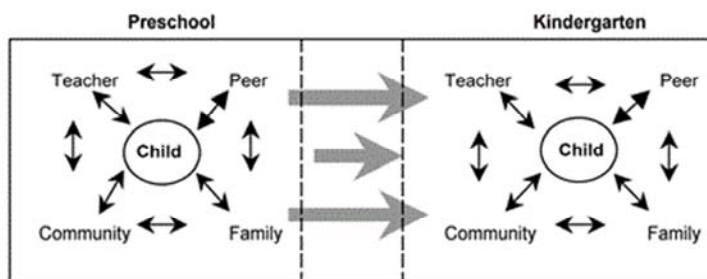 Preschool Kindergarten
Teacher Peer Teacher Peer
Child Child
Community Family Community Family